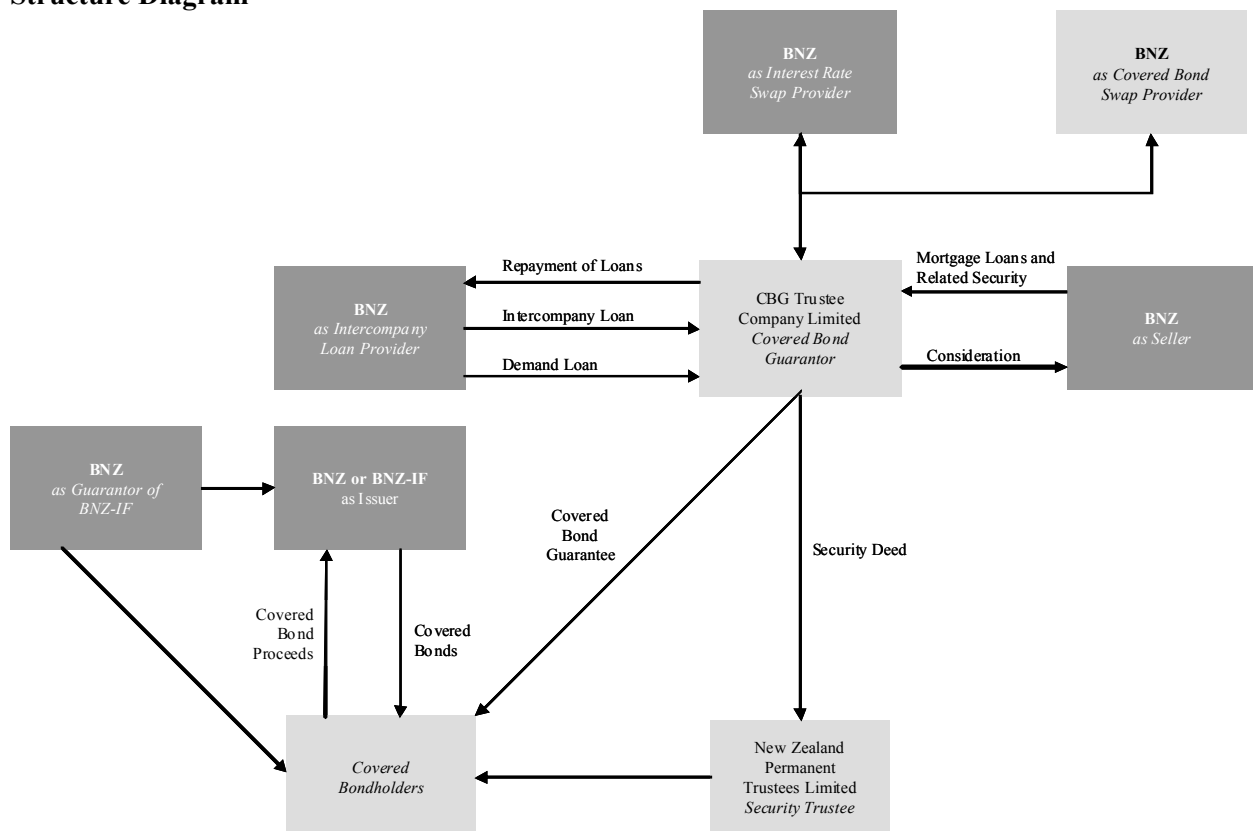 Structure Diagram
BNZ
as Interest Rate
Swap Provider
BNZ
as Covered Bond
Swap Provider
BNZ
as Intercompany
Loan Provider
Repayment of Loans
Intercompany Loan
Demand Loan
CBG Trustee
Company Limited
Covered Bond
Guarantor
Mortgage Loans and
Related Security
Consideration
BNZ
as Seller
BNZ
as Guarantor of
BNZ-IF
BNZ or BNZ-IF
as Issuer
Covered
Bond
Proceeds
Covered
Bonds
Covered
Bond
Guarantee
Security Deed
Covered
Bondholders
New Zealand
Permanent
Trustees Limited
Security Trustee